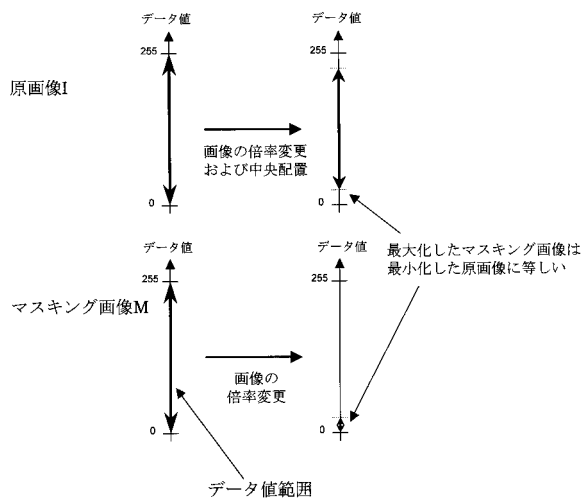 データ値
データ値
255
255
原画像I
画像の倍率変更
および中央配置
0
0
データ値
データ値
最大化したマスキング画像は
最小化した原画像に等しい
255
255
マスキング画像M
画像の
倍率変更
0
0
データ値範囲